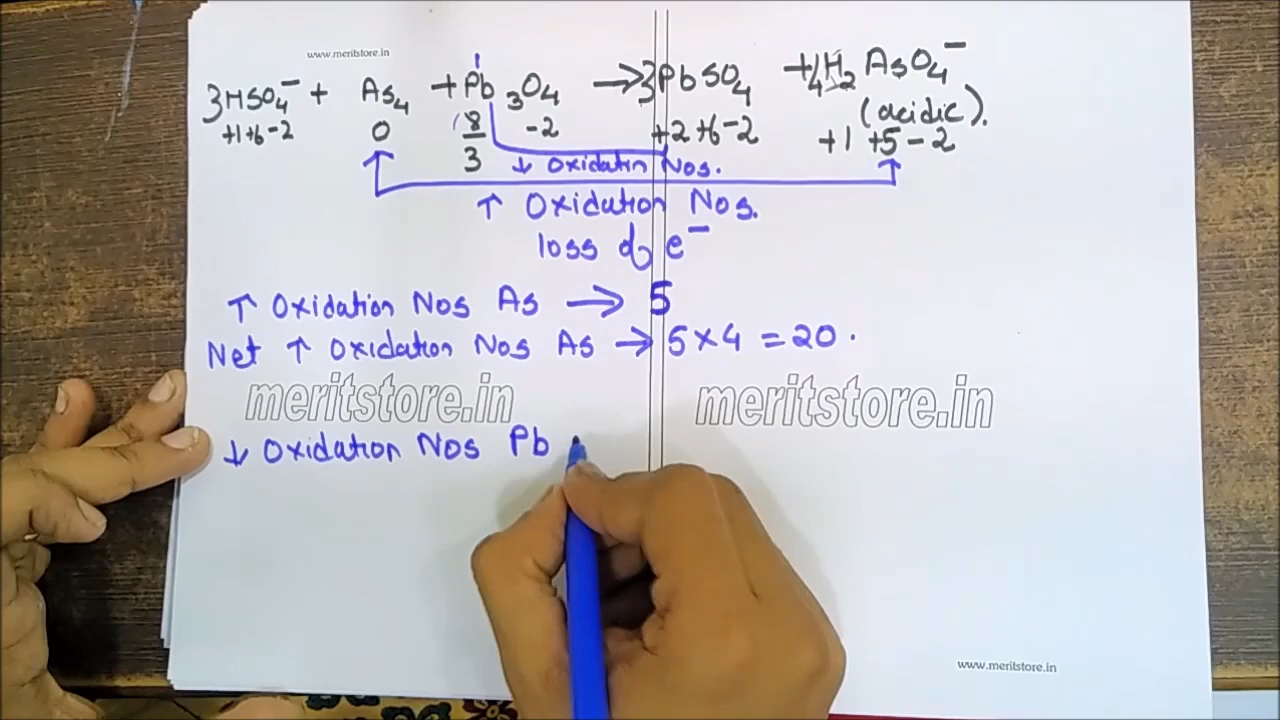 www.meritstore.in
3HSO4− + As4 + Pb3O4 → 3PbSO4 + 4H2AsO4−
(acidic).
+1 +6 −2 0 8/3 −2 +2 +6 −2 +1 +5 −2
↓ Oxidation Nos.
↑ Oxidation Nos.
loss of e−
↑ Oxidation Nos As → 5
Net ↑ Oxidation Nos As → 5×4 = 20.
meritstore.in meritstore.in
↓ Oxidation Nos Pb
www.meritstore.in